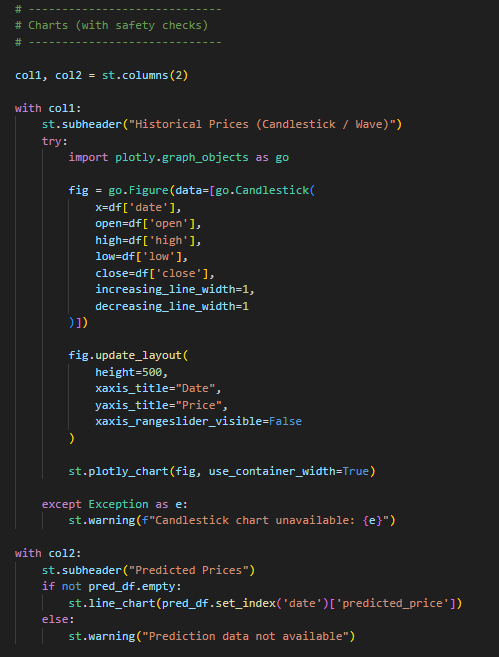 # -----------------------------
# Charts (with safety checks)
# -----------------------------
col1, col2 = st.columns(2)
with col1:
    st.subheader("Historical Prices (Candlestick / Wave)")
    try:
        import plotly.graph_objects as go
        fig = go.Figure(data=[go.Candlestick(
            x=df['date'],
            open=df['open'],
            high=df['high'],
            low=df['low'],
            close=df['close'],
            increasing_line_width=1,
            decreasing_line_width=1
        )])
        fig.update_layout(
            height=500,
            xaxis_title="Date",
            yaxis_title="Price",
            xaxis_rangeslider_visible=False
        )
        st.plotly_chart(fig, use_container_width=True)
    except Exception as e:
        st.warning(f"Candlestick chart unavailable: {e}")
with col2:
    st.subheader("Predicted Prices")
    if not pred_df.empty:
        st.line_chart(pred_df.set_index('date')['predicted_price'])
    else:
        st.warning("Prediction data not available")